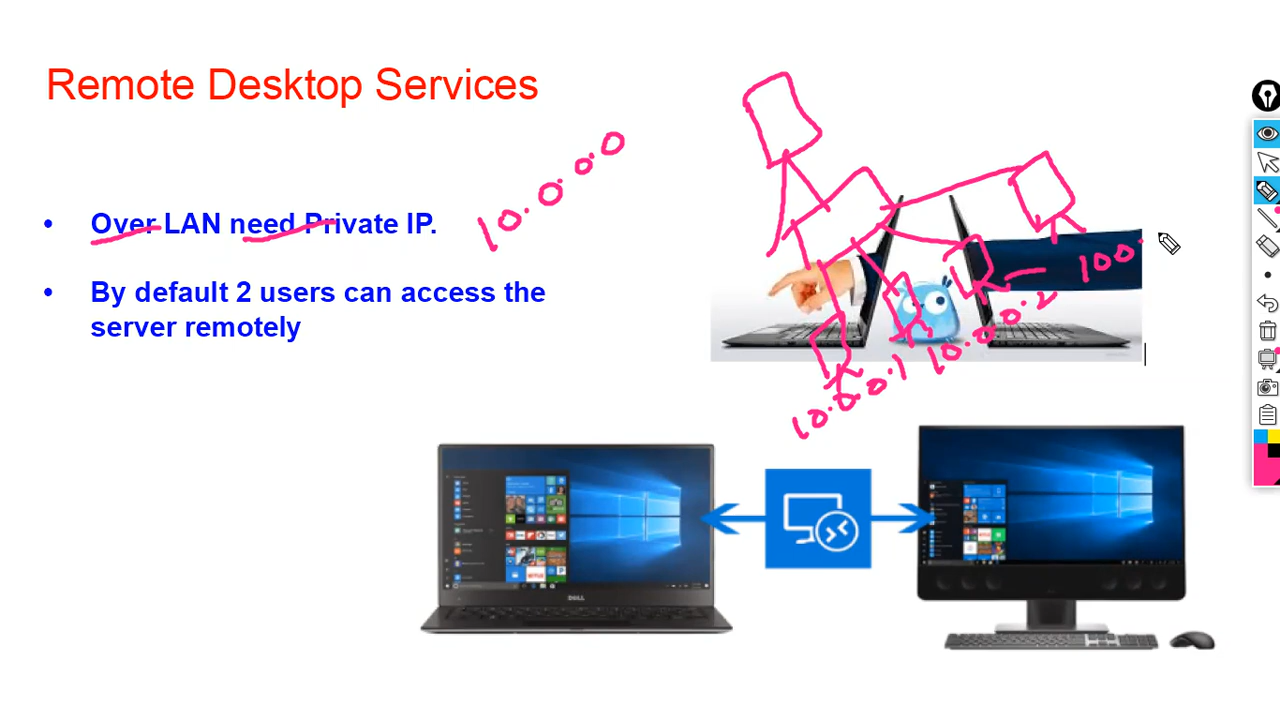 Remote Desktop Services
10.0.0.0
• Over LAN need Private IP.
• By default 2 users can access the
server remotely
100.
10.0.0.2
10.0.0.1
DELL